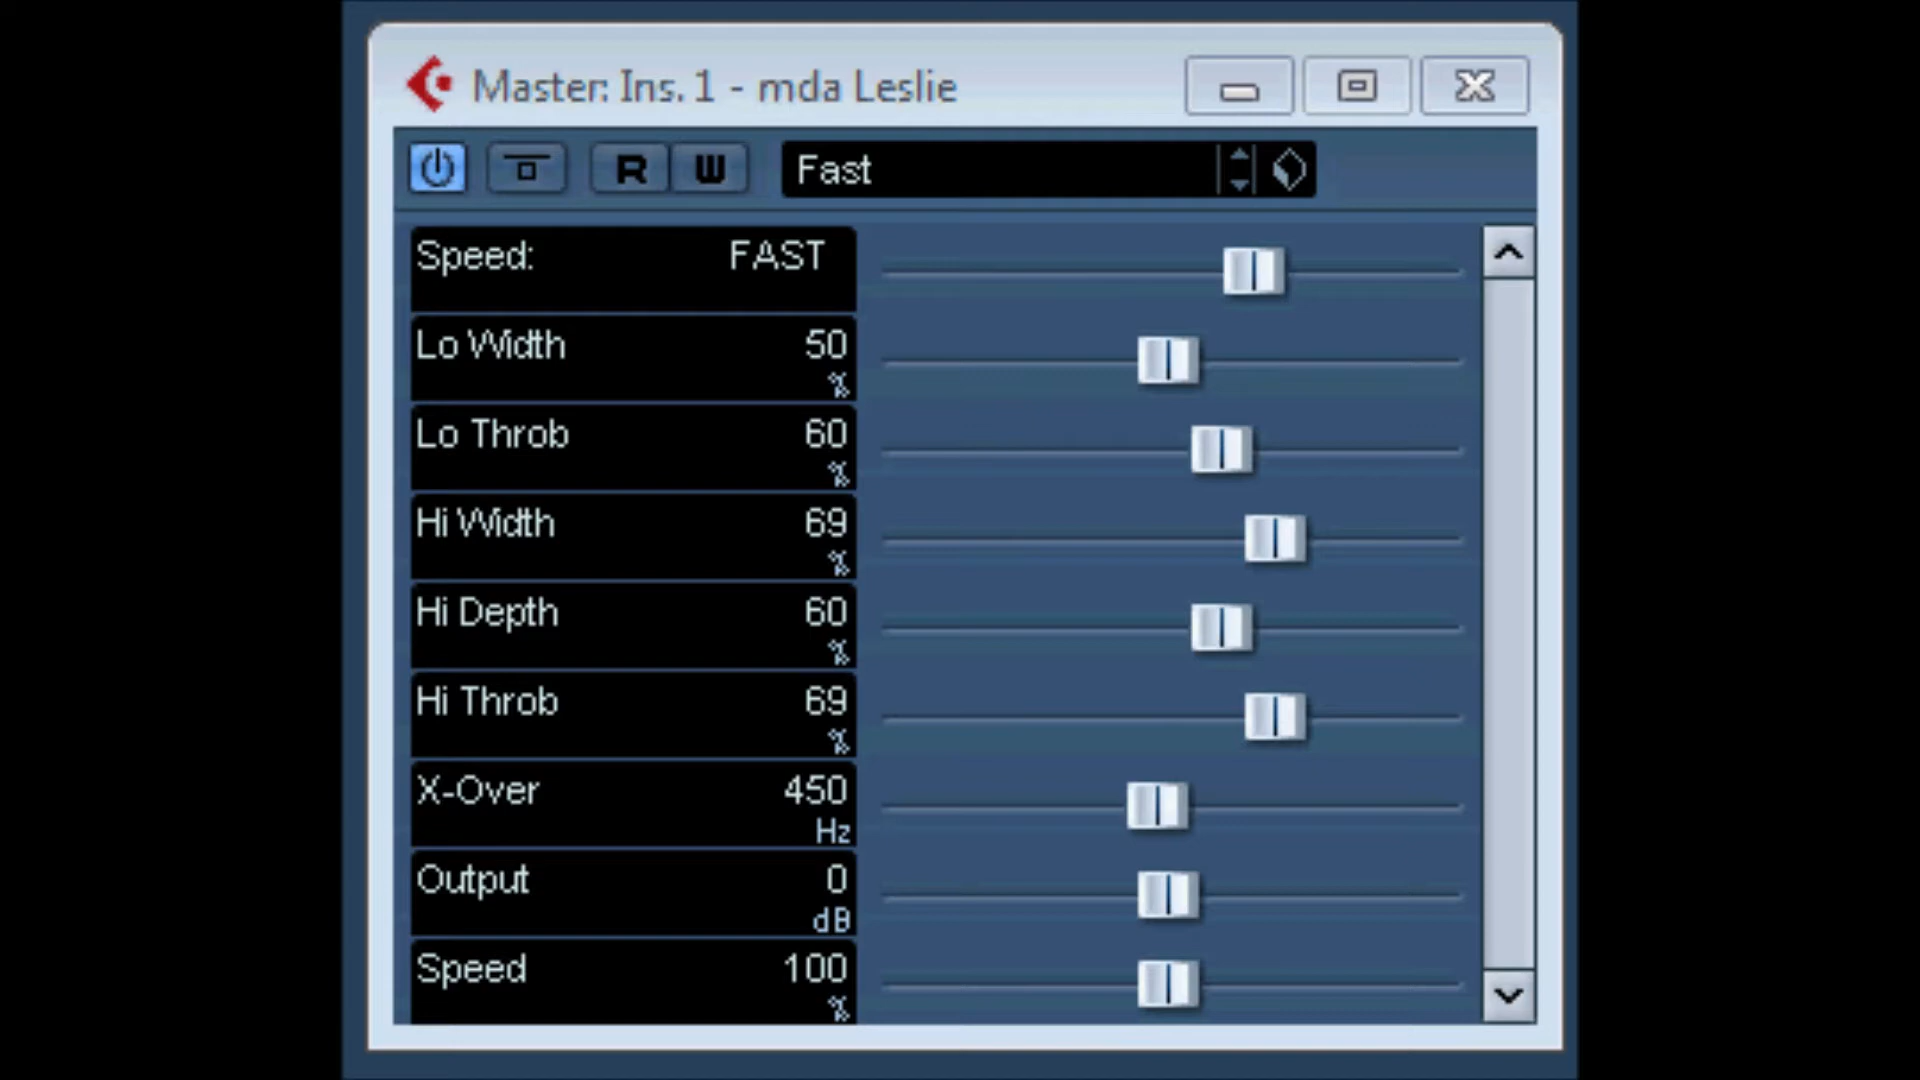 Master: Ins. 1 - mda Leslie
R W Fast
Speed: FAST
Lo Width 50
%
Lo Throb 60
%
Hi Width 69
%
Hi Depth 60
%
Hi Throb 69
%
X-Over 450
Hz
Output 0
dB
Speed 100
%